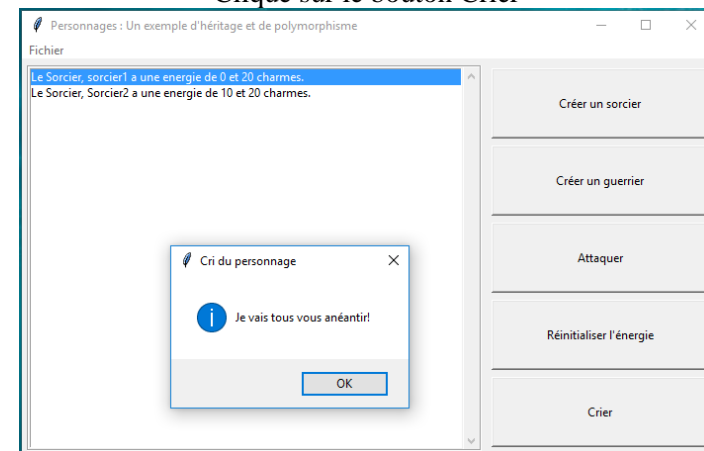 Clique sur le bouton Crier
Personnages : Un exemple d'héritage et de polymorphisme
Fichier
Le Sorcier, sorcier1 a une energie de 0 et 20 charmes.
Le Sorcier, Sorcier2 a une energie de 10 et 20 charmes.
Créer un sorcier
Créer un guerrier
Attaquer
Réinitialiser l'énergie
Crier
Cri du personnage
Je vais tous vous anéantir!
OK